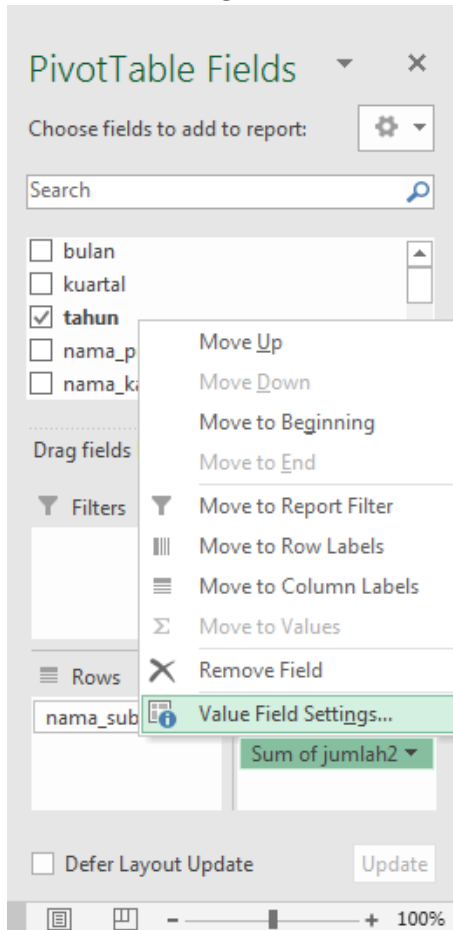 PivotTable Fields
Choose fields to add to report:
Search
bulan
kuartal
tahun
nama_p
nama_ka
Move Up
Move Down
Move to Beginning
Drag fields
Move to End
Filters
Move to Report Filter
Move to Row Labels
Move to Column Labels
Σ Move to Values
Rows
Remove Field
nama_sub
Value Field Settings...
Sum of jumlah2
Defer Layout Update
Update
- + 100%